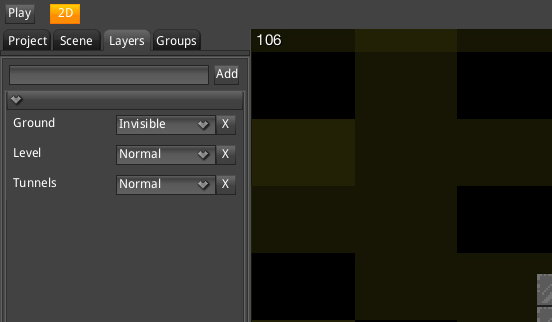 Play 2D
Project Scene Layers Groups
106
Add
Ground Invisible X
Level Normal X
Tunnels Normal X